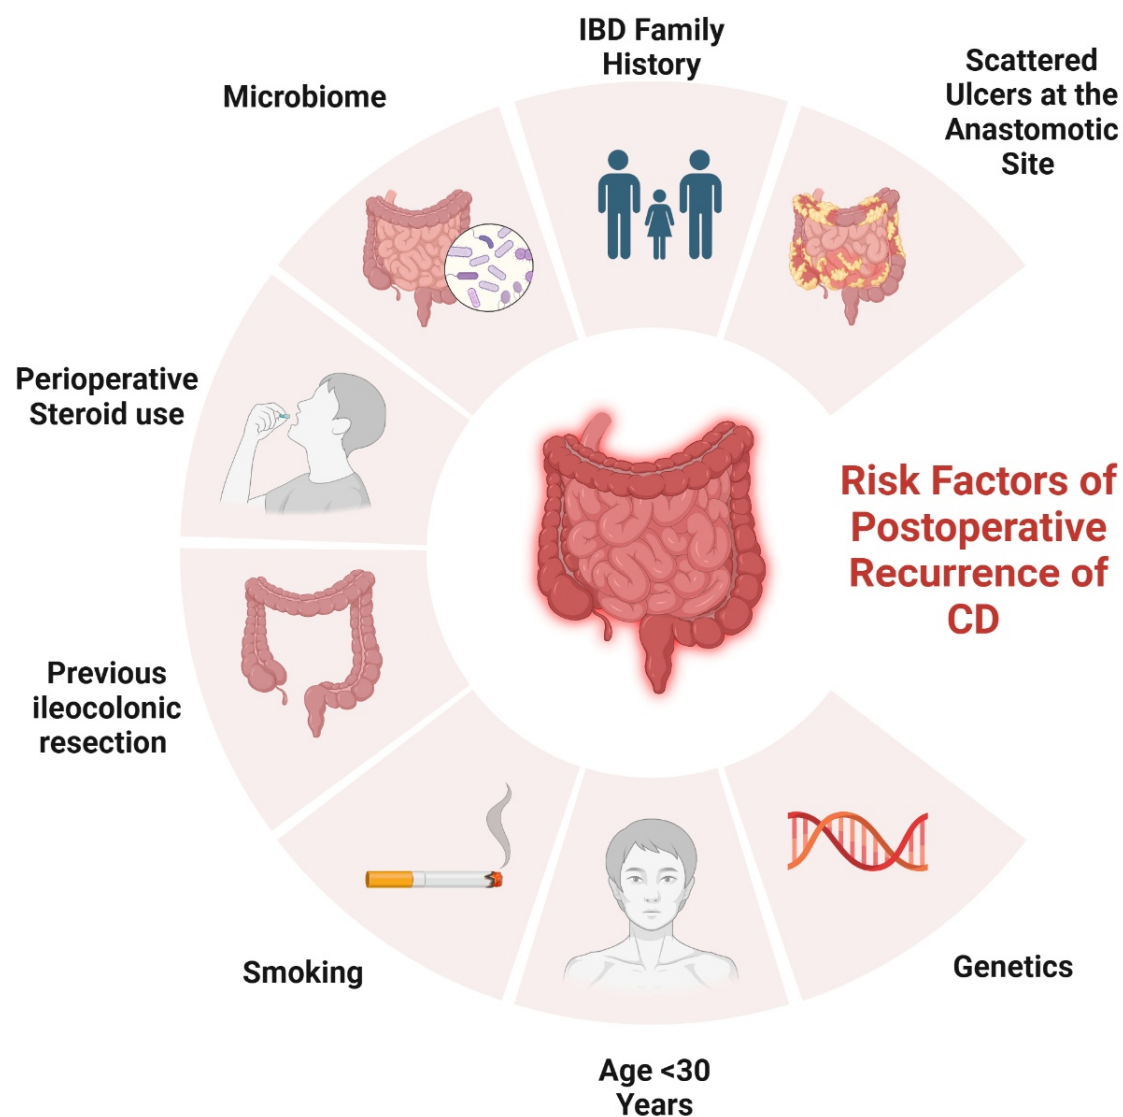 IBD Family
History
Scattered
Ulcers at the
Anastomotic
Site
Microbiome
Perioperative
Steroid use
Risk Factors of
Postoperative
Recurrence of
CD
Previous
ileocolonic
resection
Smoking
Genetics
Age <30
Years